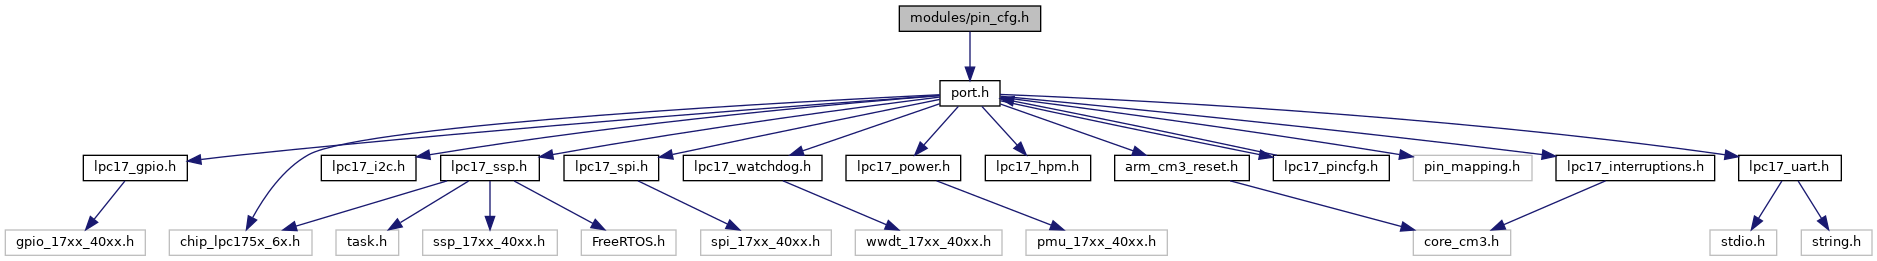 modules/pin_cfg.h
port.h
lpc17_gpio.h
lpc17_i2c.h
lpc17_ssp.h
lpc17_spi.h
lpc17_watchdog.h
lpc17_power.h
lpc17_hpm.h
arm_cm3_reset.h
lpc17_pincfg.h
pin_mapping.h
lpc17_interruptions.h
lpc17_uart.h
gpio_17xx_40xx.h
chip_lpc175x_6x.h
task.h
ssp_17xx_40xx.h
FreeRTOS.h
spi_17xx_40xx.h
wwdt_17xx_40xx.h
pmu_17xx_40xx.h
core_cm3.h
stdio.h
string.h